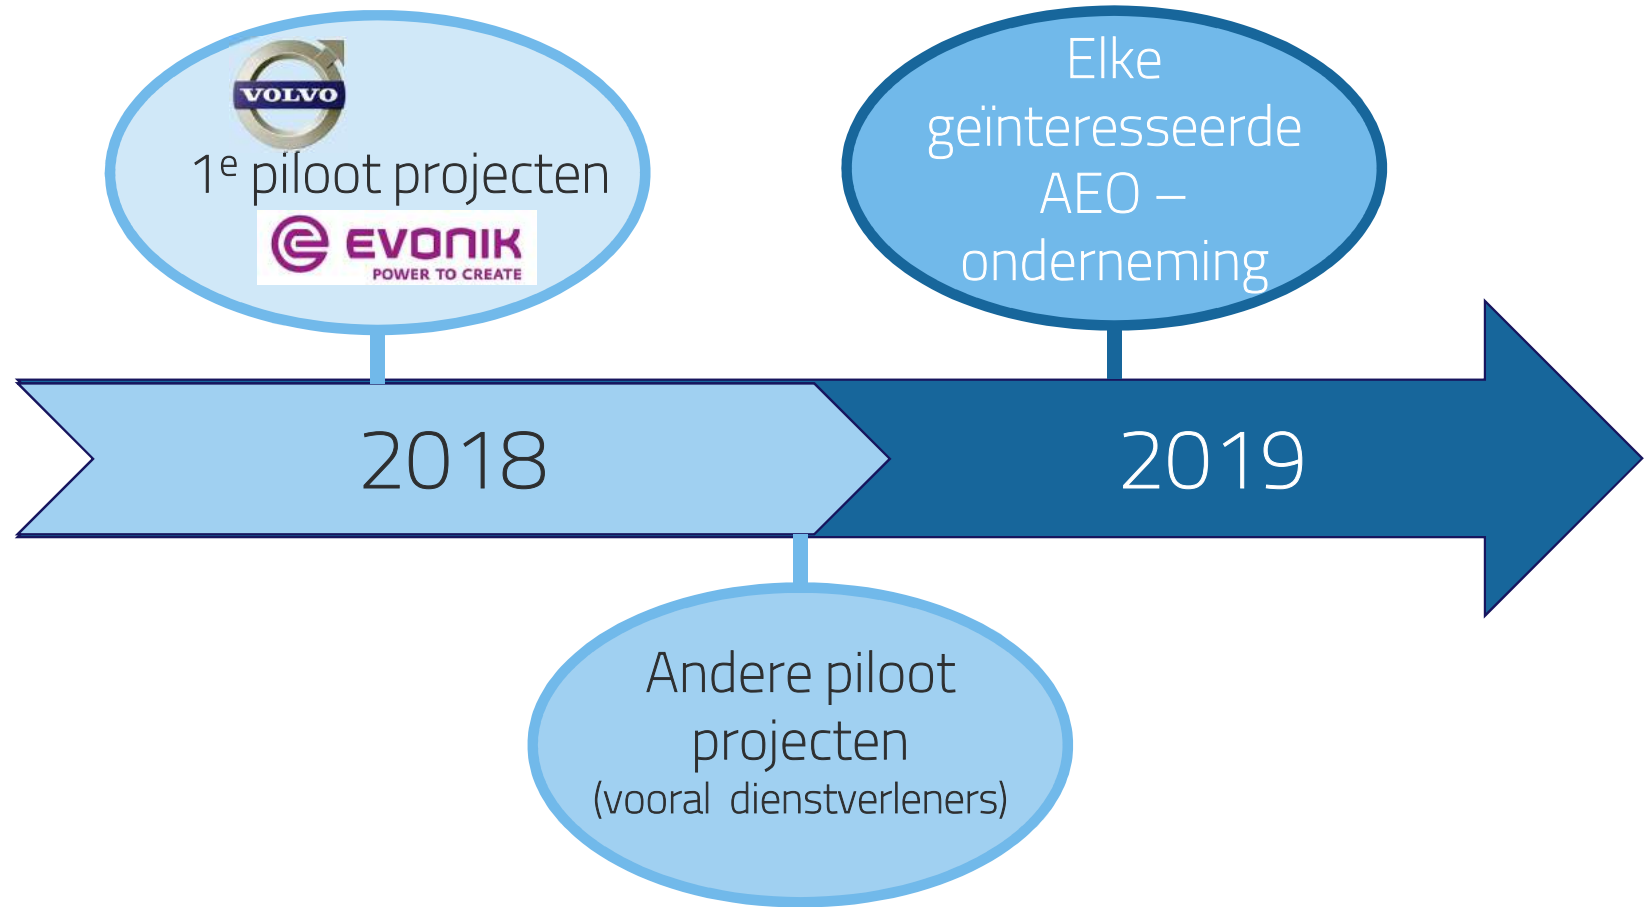 VOLVO
1e piloot projecten
EVONIK
POWER TO CREATE
Elke
geïnteresseerde
AEO –
onderneming
2018
2019
Andere piloot
projecten
(vooral dienstverleners)